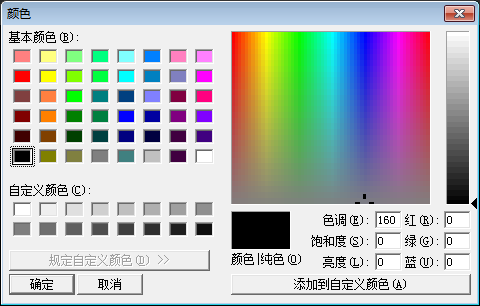 颜色
基本颜色(B):
自定义颜色(C):
规定自定义颜色(D) >>
确定 取消
颜色|纯色(O)
色调(E): 160 红(R): 0
饱和度(S): 0 绿(G): 0
亮度(L): 0 蓝(U): 0
添加到自定义颜色(A)